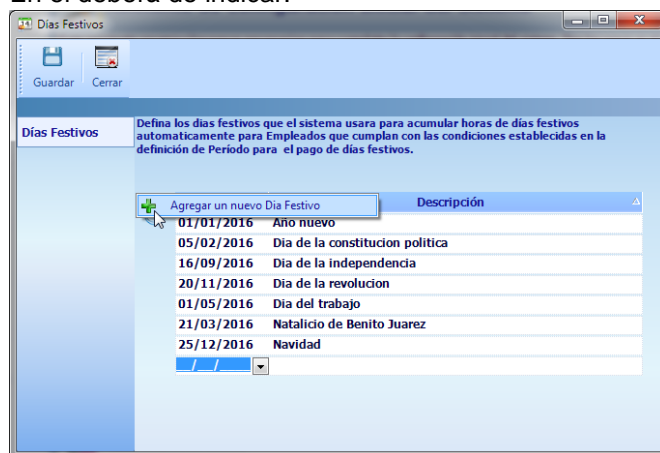 En él deberá de indicar:
Días Festivos
Guardar Cerrar
Días Festivos
Defina los dias festivos que el sistema usara para acumular horas de días festivos
automaticamente para Empleados que cumplan con las condiciones establecidas en la
definición de Período para el pago de días festivos.
Agregar un nuevo Dia Festivo
Descripción
01/01/2016 Año nuevo
05/02/2016 Dia de la constitucion politica
16/09/2016 Dia de la independencia
20/11/2016 Dia de la revolucion
01/05/2016 Dia del trabajo
21/03/2016 Natalicio de Benito Juarez
25/12/2016 Navidad
__/__/____